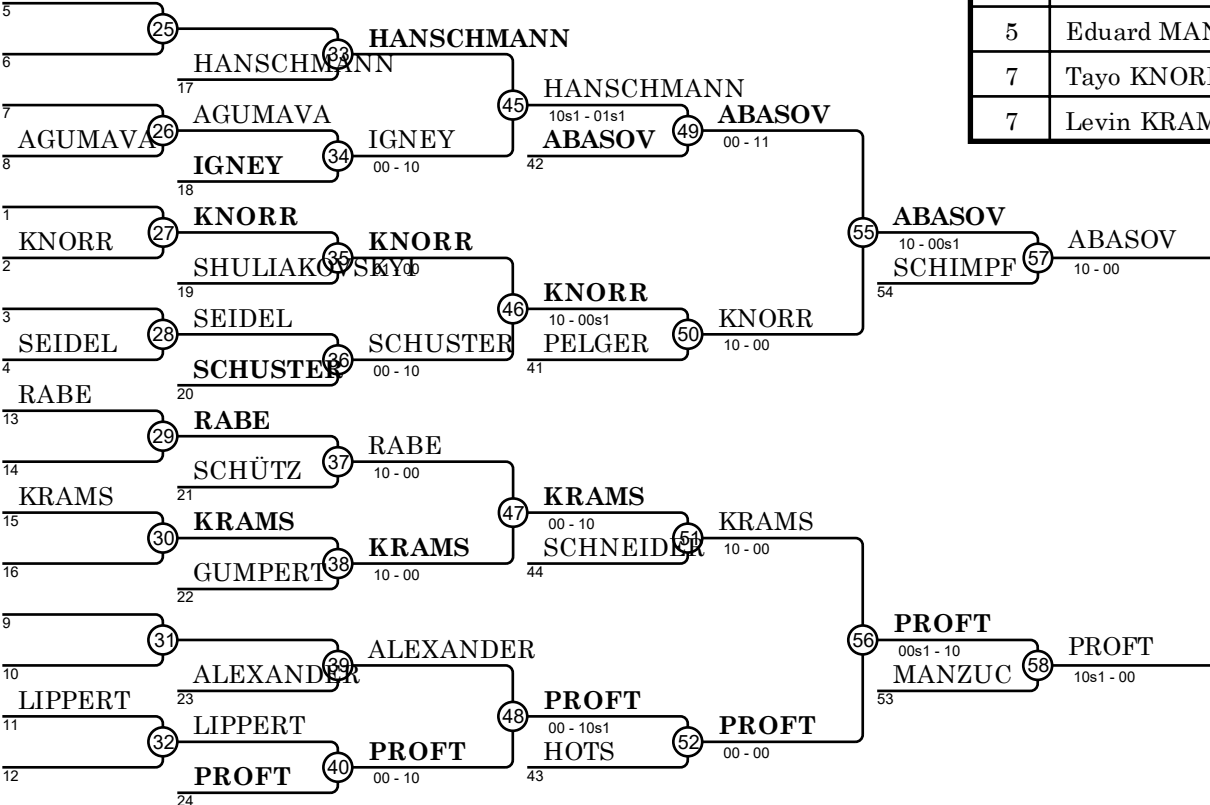 5
25
6
HANSCHMANN
17
33
HANSCHMANN
7
AGUMAVA
8
26
AGUMAVA
IGNEY
18
34
IGNEY
00 - 10
45
HANSCHMANN
10s1 - 01s1
ABASOV
42
49
ABASOV
00 - 11
1
KNORR
2
27
KNORR
SHULIAKOVSKYI
19
35
KNORR
01 - 00
3
SEIDEL
4
28
SEIDEL
SCHUSTER
20
36
SCHUSTER
00 - 10
46
KNORR
10 - 00s1
PELGER
41
50
KNORR
10 - 00
55
ABASOV
10 - 00s1
SCHIMPF
54
57
ABASOV
10 - 00
RABE
13
14
29
RABE
SCHÜTZ
21
37
RABE
10 - 00
KRAMS
15
16
30
KRAMS
GUMPERT
22
38
KRAMS
10 - 00
47
KRAMS
00 - 10
SCHNEIDER
44
51
KRAMS
10 - 00
9
10
31
ALEXANDER
23
39
ALEXANDER
LIPPERT
11
12
32
LIPPERT
PROFT
24
40
PROFT
00 - 10
48
PROFT
00 - 10s1
HOTS
43
52
PROFT
00 - 00
56
PROFT
00s1 - 10
MANZUC
53
58
PROFT
10s1 - 00
5 Eduard MAN
7 Tayo KNOR
7 Levin KRAM